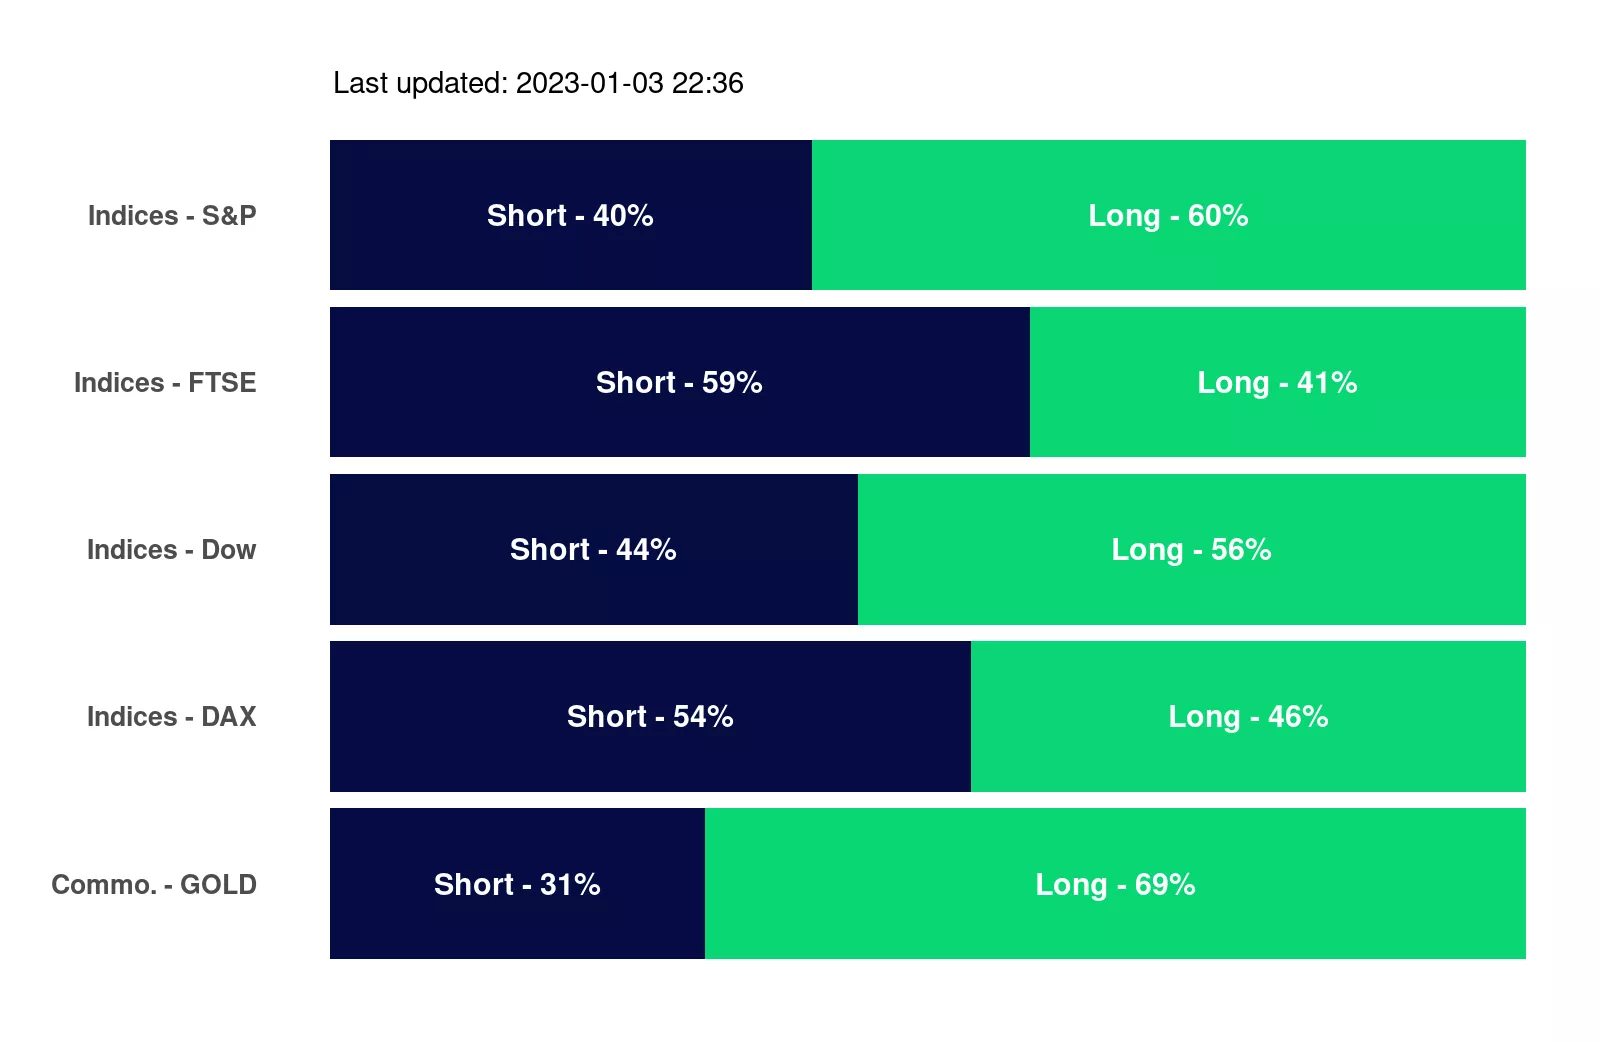 Last updated: 2023-01-03 22:36
Indices - S&P Short - 40% Long - 60%
Indices - FTSE Short - 59% Long - 41%
Indices - Dow Short - 44% Long - 56%
Indices - DAX Short - 54% Long - 46%
Commo. - GOLD Short - 31% Long - 69%